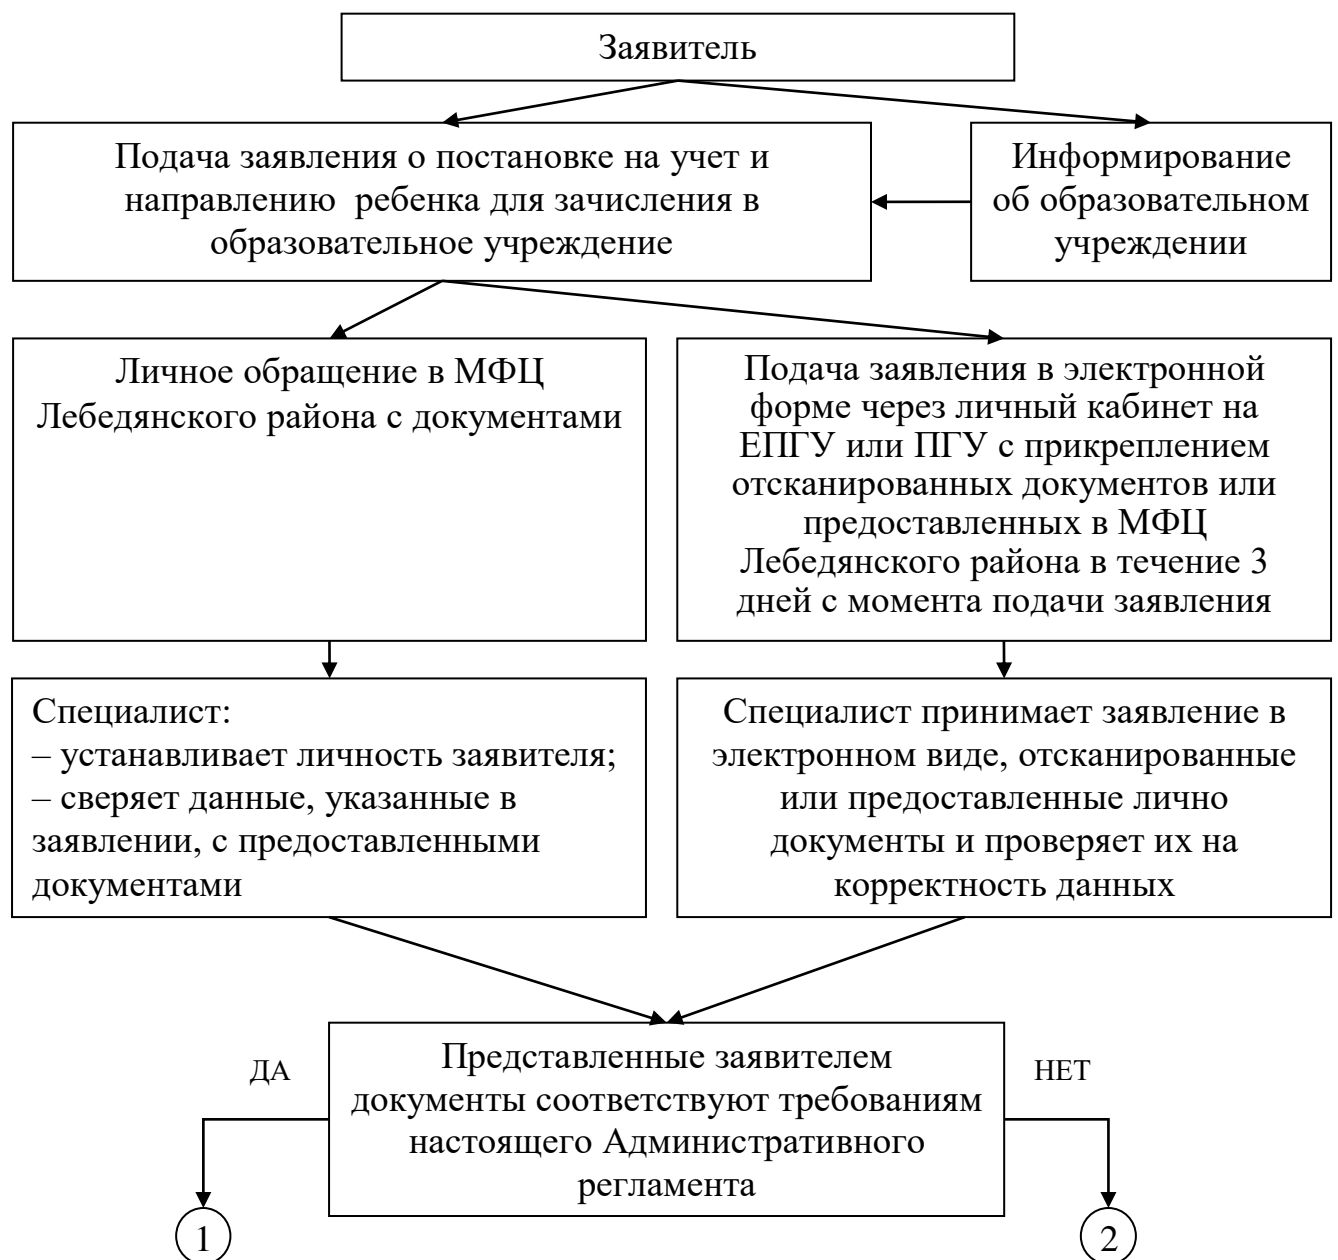 Заявитель
Подача заявления о постановке на учет и
направлению  ребенка для зачисления в
образовательное учреждение
Информирование
об образовательном
учреждении
Личное обращение в МФЦ
Лебедянского района с документами
Подача заявления в электронной
форме через личный кабинет на
ЕПГУ или ПГУ с прикреплением
отсканированных документов или
предоставленных в МФЦ
Лебедянского района в течение 3
дней с момента подачи заявления
Специалист:
– устанавливает личность заявителя;
– сверяет данные, указанные в
заявлении, с предоставленными
документами
Специалист принимает заявление в
электронном виде, отсканированные
или предоставленные лично
документы и проверяет их на
корректность данных
ДА
Представленные заявителем
документы соответствуют требованиям
настоящего Административного
регламента
НЕТ
1
2